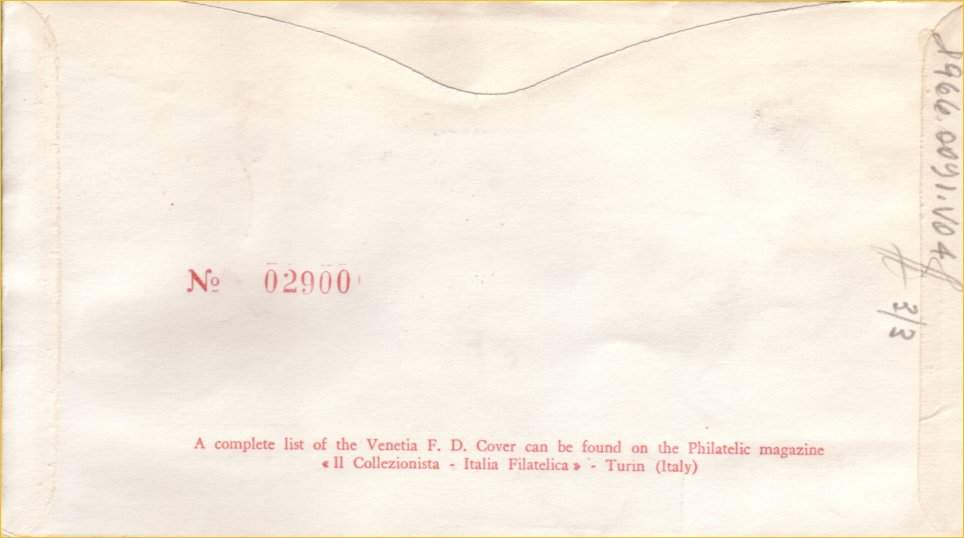 1966.0091.V04
3/3
№ 02900
A complete list of the Venetia F. D. Cover can be found on the Philatelic magazine
« Il Collezionista - Italia Filatelica » - Turin (Italy)